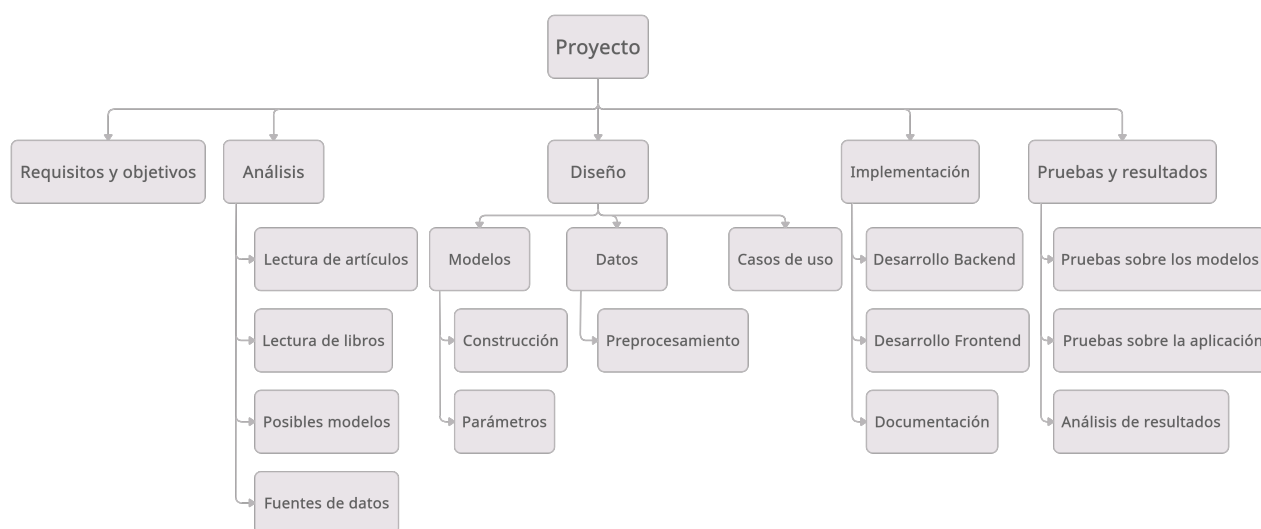 Proyecto
Requisitos y objetivos
Análisis
Diseño
Implementación
Pruebas y resultados
Lectura de artículos
Modelos
Datos
Casos de uso
Desarrollo Backend
Pruebas sobre los modelos
Lectura de libros
Construcción
Preprocesamiento
Desarrollo Frontend
Pruebas sobre la aplicación
Posibles modelos
Parámetros
Documentación
Análisis de resultados
Fuentes de datos